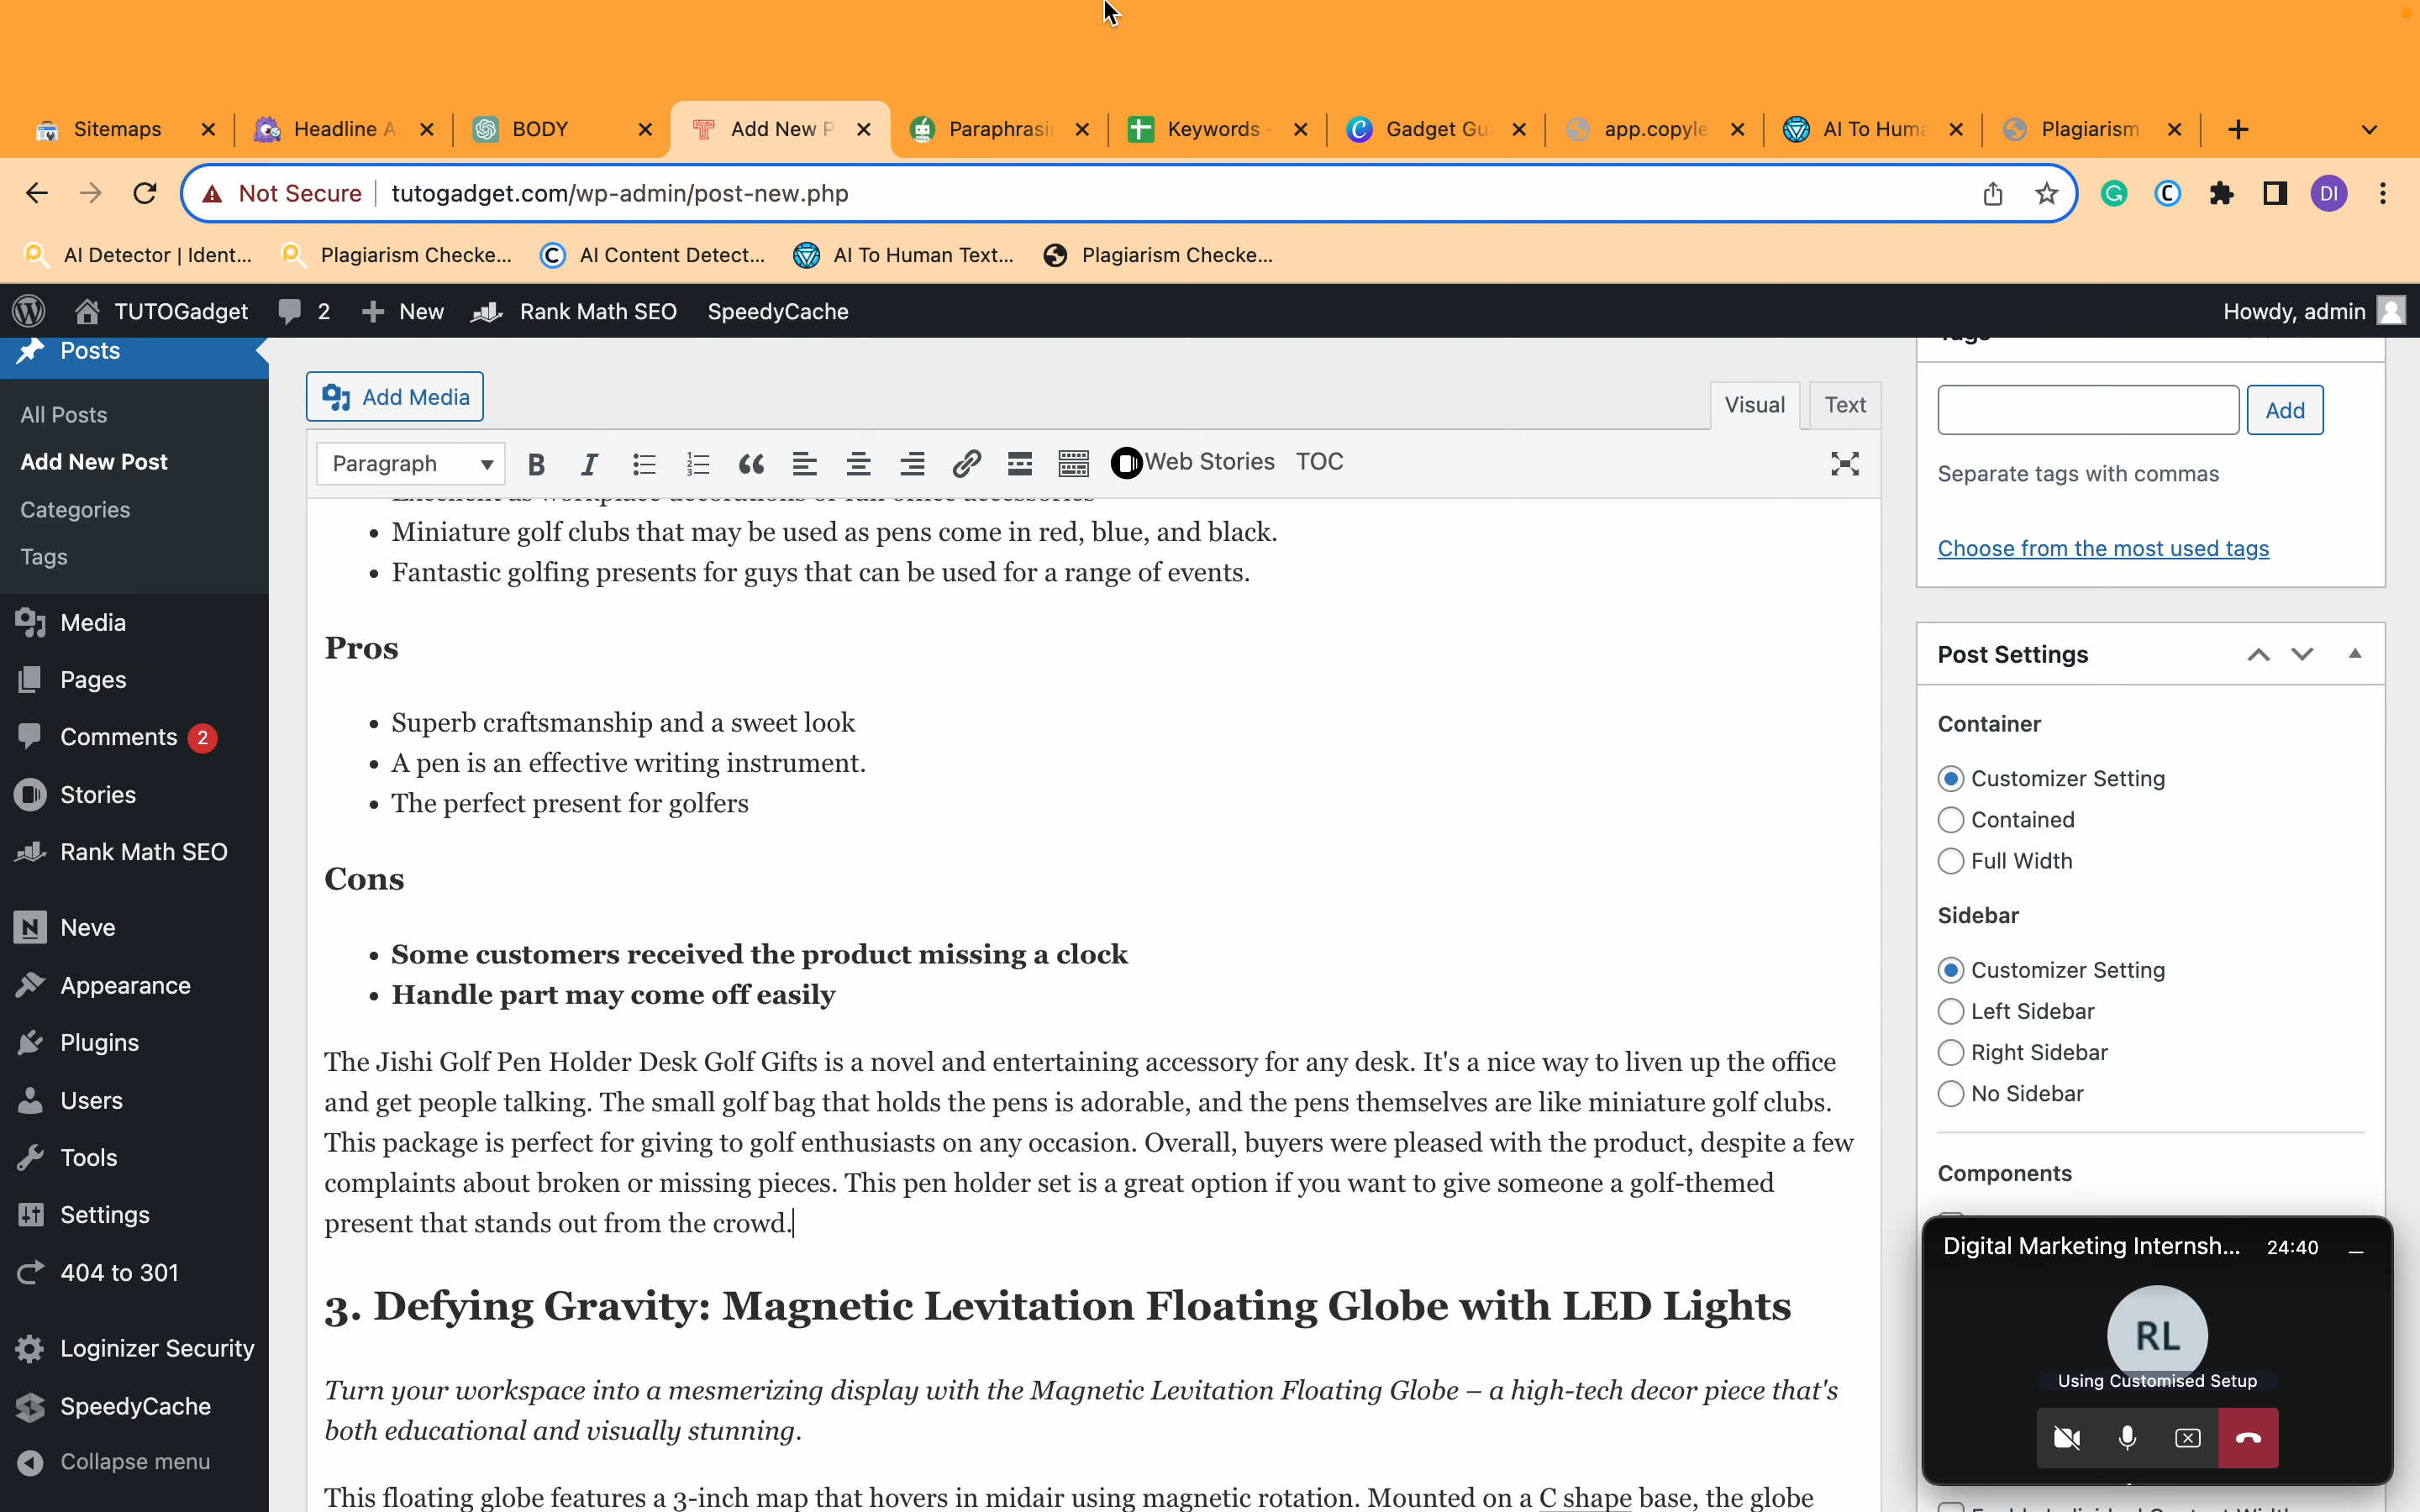 Sitemaps
Headline A
BODY
Add New P
Paraphrasi
Keywords -
Gadget Gu
app.copyle
AI To Huma
Plagiarism
Not Secure
tutogadget.com/wp-admin/post-new.php
DI
AI Detector | Ident...
Plagiarism Checke...
AI Content Detect...
AI To Human Text...
Plagiarism Checke...
TUTOGadget
2
New
Rank Math SEO
SpeedyCache
Howdy, admin
Posts
All Posts
Add New Post
Categories
Tags
Media
Pages
Comments 2
Stories
Rank Math SEO
Neve
Appearance
Plugins
Users
Tools
Settings
404 to 301
Loginizer Security
SpeedyCache
Collapse menu
Add Media
Visual
Text
Paragraph
Web Stories
TOC
Excellent as workplace decorations or fun office accessories
Miniature golf clubs that may be used as pens come in red, blue, and black.
Fantastic golfing presents for guys that can be used for a range of events.
Pros
Superb craftsmanship and a sweet look
A pen is an effective writing instrument.
The perfect present for golfers
Cons
Some customers received the product missing a clock
Handle part may come off easily
The Jishi Golf Pen Holder Desk Golf Gifts is a novel and entertaining accessory for any desk. It's a nice way to liven up the office
and get people talking. The small golf bag that holds the pens is adorable, and the pens themselves are like miniature golf clubs.
This package is perfect for giving to golf enthusiasts on any occasion. Overall, buyers were pleased with the product, despite a few
complaints about broken or missing pieces. This pen holder set is a great option if you want to give someone a golf-themed
present that stands out from the crowd.
3. Defying Gravity: Magnetic Levitation Floating Globe with LED Lights
Turn your workspace into a mesmerizing display with the Magnetic Levitation Floating Globe – a high-tech decor piece that's
both educational and visually stunning.
This floating globe features a 3-inch map that hovers in midair using magnetic rotation. Mounted on a C shape base, the globe
Tags
Add
Separate tags with commas
Choose from the most used tags
Post Settings
Container
Customizer Setting
Contained
Full Width
Sidebar
Customizer Setting
Left Sidebar
Right Sidebar
No Sidebar
Components
Digital Marketing Internsh... 24:40
RL
Using Customised Setup